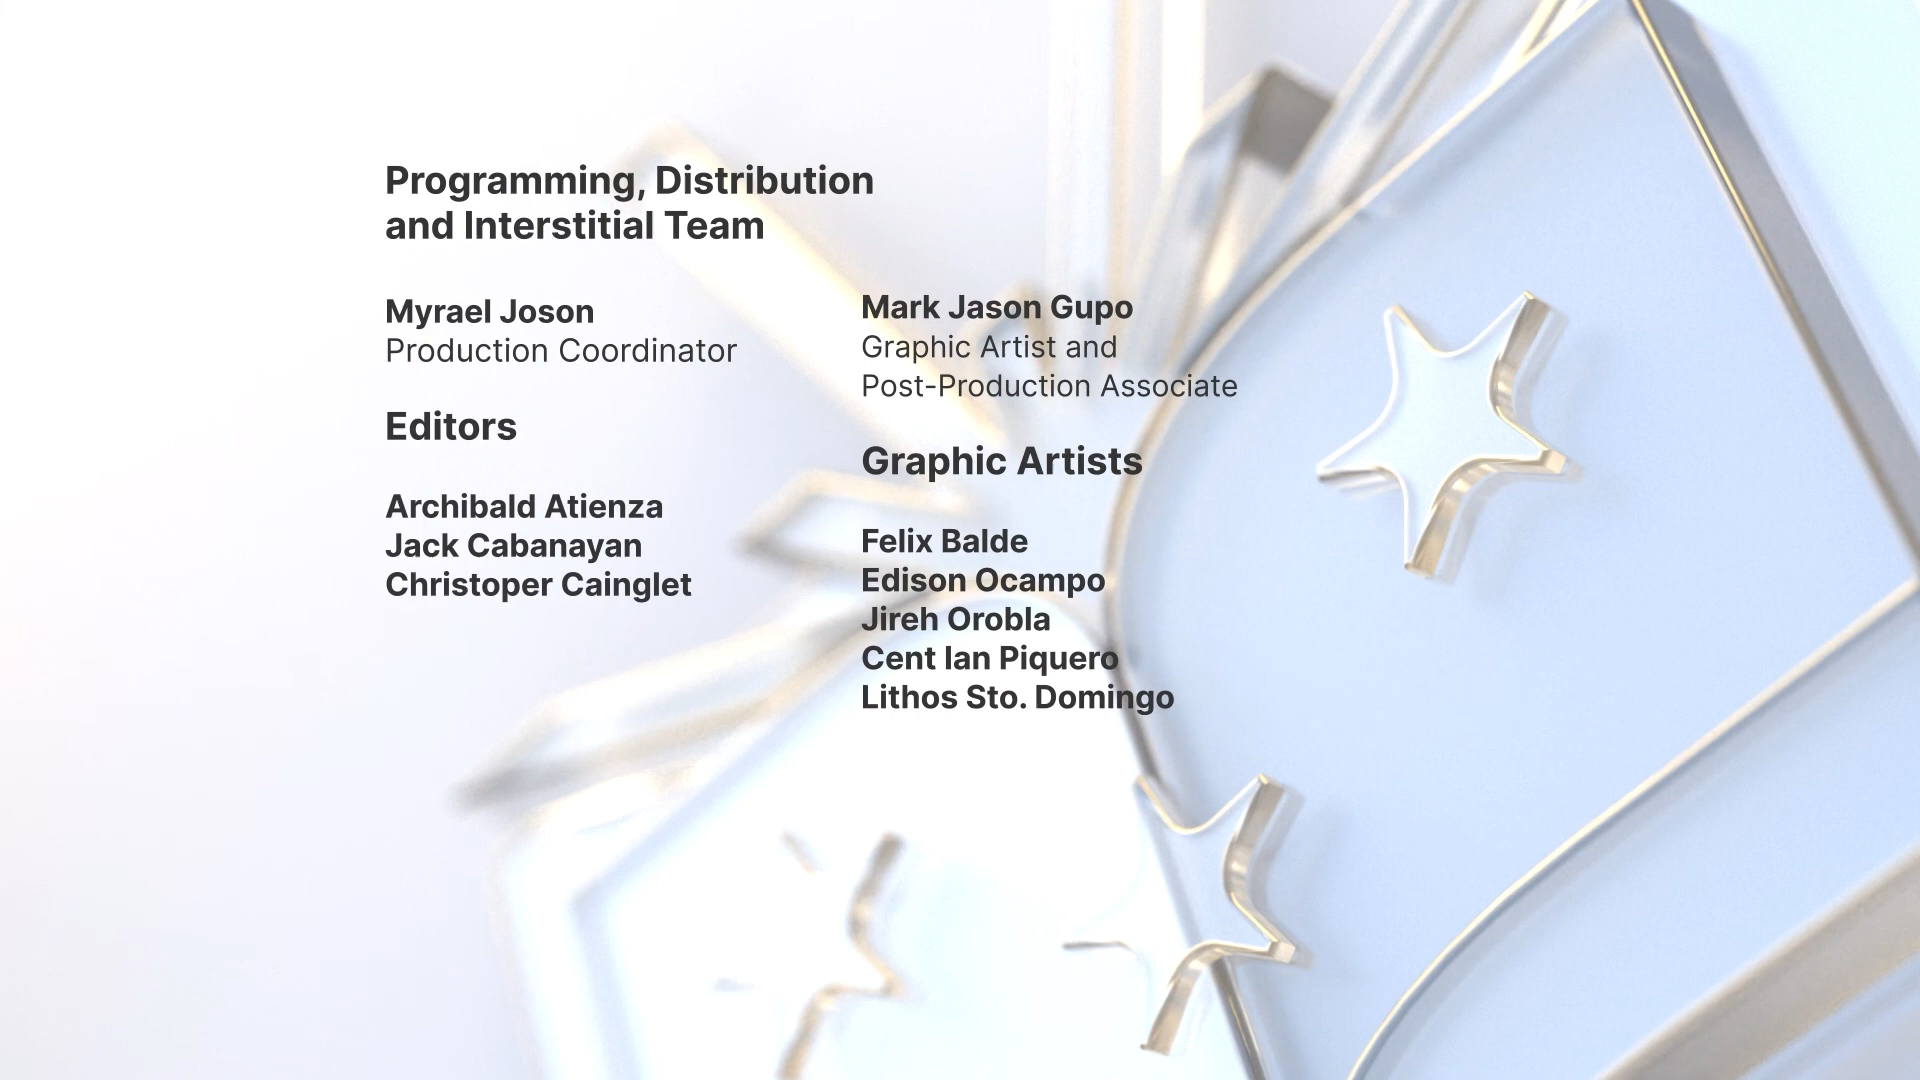 Programming, Distribution
and Interstitial Team
Myrael Joson
Production Coordinator
Editors
Archibald Atienza
Jack Cabanayan
Christoper Cainglet
Mark Jason Gupo
Graphic Artist and
Post-Production Associate
Graphic Artists
Felix Balde
Edison Ocampo
Jireh Orobla
Cent Ian Piquero
Lithos Sto. Domingo